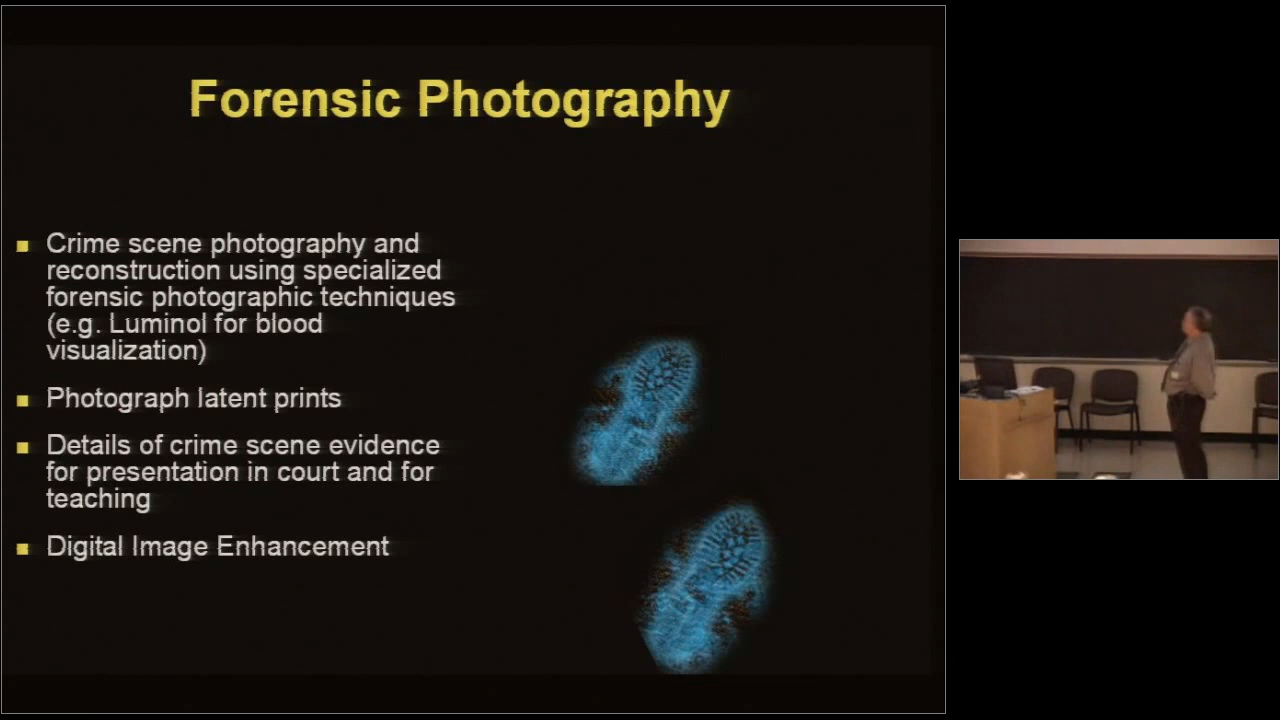 Forensic Photography
Crime scene photography and
reconstruction using specialized
forensic photographic techniques
(e.g. Luminol for blood
visualization)
Photograph latent prints
Details of crime scene evidence
for presentation in court and for
teaching
Digital Image Enhancement